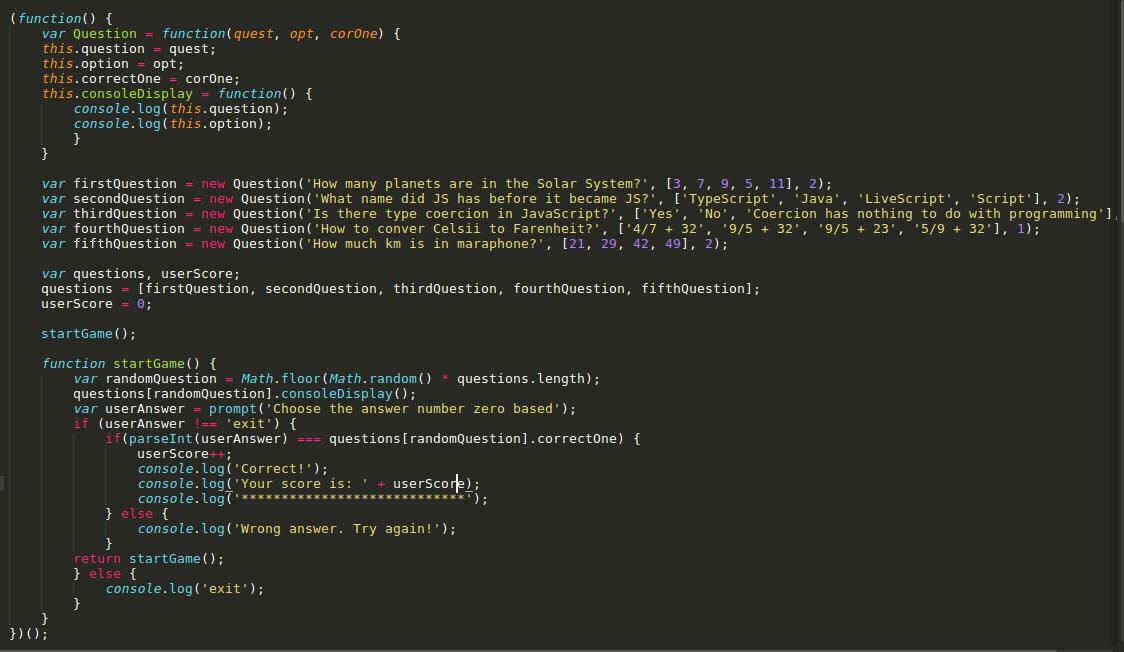 (function() {
    var Question = function(quest, opt, corOne) {
    this.question = quest;
    this.option = opt;
    this.correctOne = corOne;
    this.consoleDisplay = function() {
        console.log(this.question);
        console.log(this.option);
        }
    }

    var firstQuestion = new Question('How many planets are in the Solar System?', [3, 7, 9, 5, 11], 2);
    var secondQuestion = new Question('What name did JS has before it became JS?', ['TypeScript', 'Java', 'LiveScript', 'Script'], 2);
    var thirdQuestion = new Question('Is there type coercion in JavaScript?', ['Yes', 'No', 'Coercion has nothing to do with programming'],
    var fourthQuestion = new Question('How to conver Celsii to Farenheit?', ['4/7 + 32', '9/5 + 32', '9/5 + 23', '5/9 + 32'], 1);
    var fifthQuestion = new Question('How much km is in maraphone?', [21, 29, 42, 49], 2);

    var questions, userScore;
    questions = [firstQuestion, secondQuestion, thirdQuestion, fourthQuestion, fifthQuestion];
    userScore = 0;

    startGame();

    function startGame() {
        var randomQuestion = Math.floor(Math.random() * questions.length);
        questions[randomQuestion].consoleDisplay();
        var userAnswer = prompt('Choose the answer number zero based');
        if (userAnswer !== 'exit') {
            if(parseInt(userAnswer) === questions[randomQuestion].correctOne) {
                userScore++;
                console.log('Correct!');
                console.log('Your score is: ' + userScore);
                console.log('****************************');
            } else {
                console.log('Wrong answer. Try again!');
            }
        return startGame();
        } else {
            console.log('exit');
        }
    }
})();